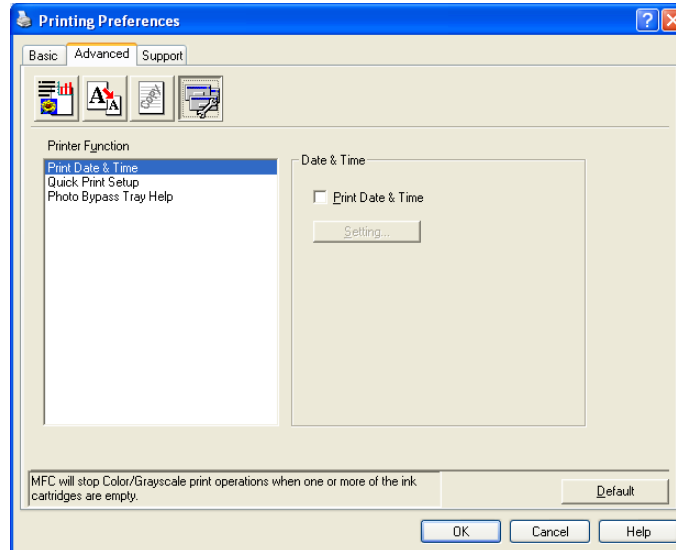 Printing Preferences
Basic Advanced Support
A A
Printer Function
Print Date & Time
Quick Print Setup
Photo Bypass Tray Help
Date & Time
Print Date & Time
Setting...
MFC will stop Color/Grayscale print operations when one or more of the ink
cartridges are empty.
Default
OK Cancel Help